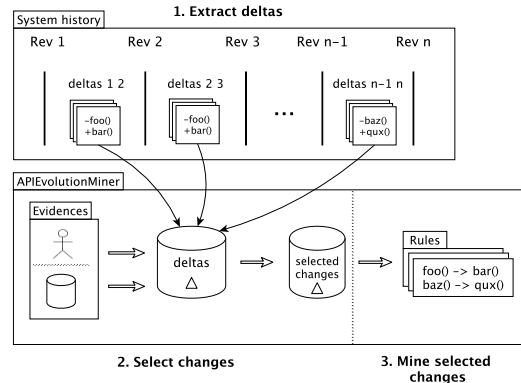 1. Extract deltas
System history
Rev 1 Rev 2 Rev 3 Rev n-1 Rev n
deltas 1 2 deltas 2 3 deltas n-1 n
-foo() -foo() ... -baz()
+bar() +bar() +qux()
APIEvolutionMiner
Evidences
deltas
Δ
selected
changes
Δ
Rules
foo() -> bar()
baz() -> qux()
2. Select changes 3. Mine selected
changes